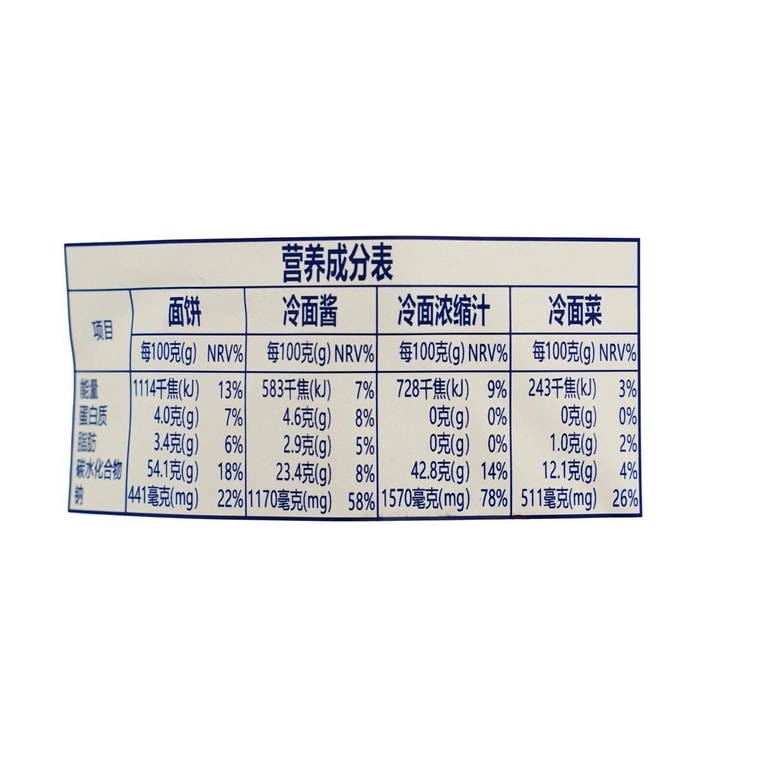 营养成分表
项目 面饼 冷面酱 冷面浓缩汁 冷面菜
每100克(g) NRV% 每100克(g) NRV% 每100克(g) NRV% 每100克(g) NRV%
能量 1114千焦(kJ) 13% 583千焦(kJ) 7% 728千焦(kJ) 9% 243千焦(kJ) 3%
蛋白质 4.0克(g) 7% 4.6克(g) 8% 0克(g) 0% 0克(g) 0%
脂肪 3.4克(g) 6% 2.9克(g) 5% 0克(g) 0% 1.0克(g) 2%
碳水化合物 54.1克(g) 18% 23.4克(g) 8% 42.8克(g) 14% 12.1克(g) 4%
钠 441毫克(mg) 22% 1170毫克(mg) 58% 1570毫克(mg) 78% 511毫克(mg) 26%